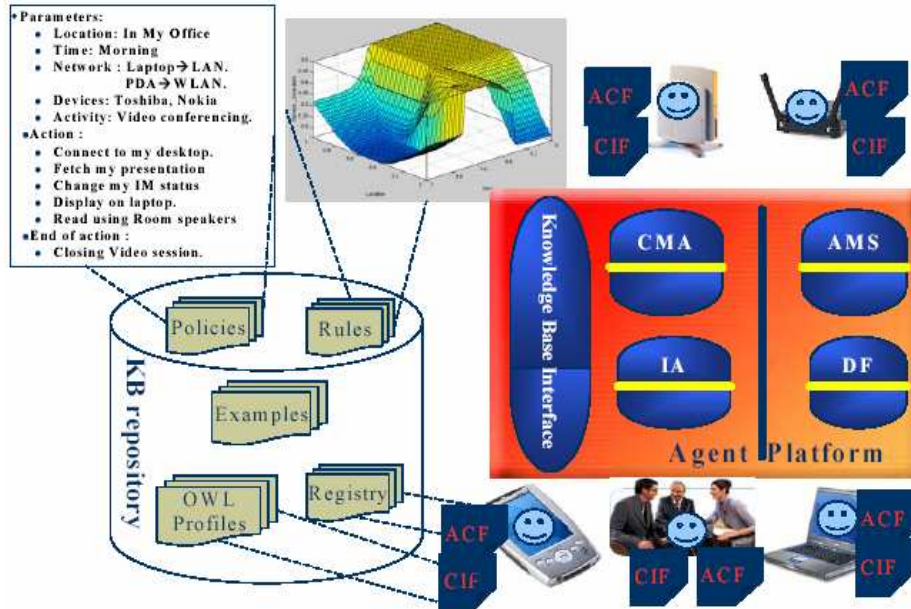 Parameters:
Location: In My Office
Time: Morning
Network : Laptop→LAN.
PDA→WLAN.
Devices: Toshiba, Nokia
Activity: Video conferencing.
Action :
Connect to my desktop.
Fetch my presentation
Change my IM status
Display on laptop.
Read using Room speakers
End of action :
Closing Video session.
Location
ACF
CIF
ACF
CIF
Knowledge Base Interface
CMA
AMS
IA
DF
Agent Platform
KB repository
Policies
Rules
Examples
OWL
Profiles
Registry
ACF
CIF
CIF
ACF
ACF
CIF